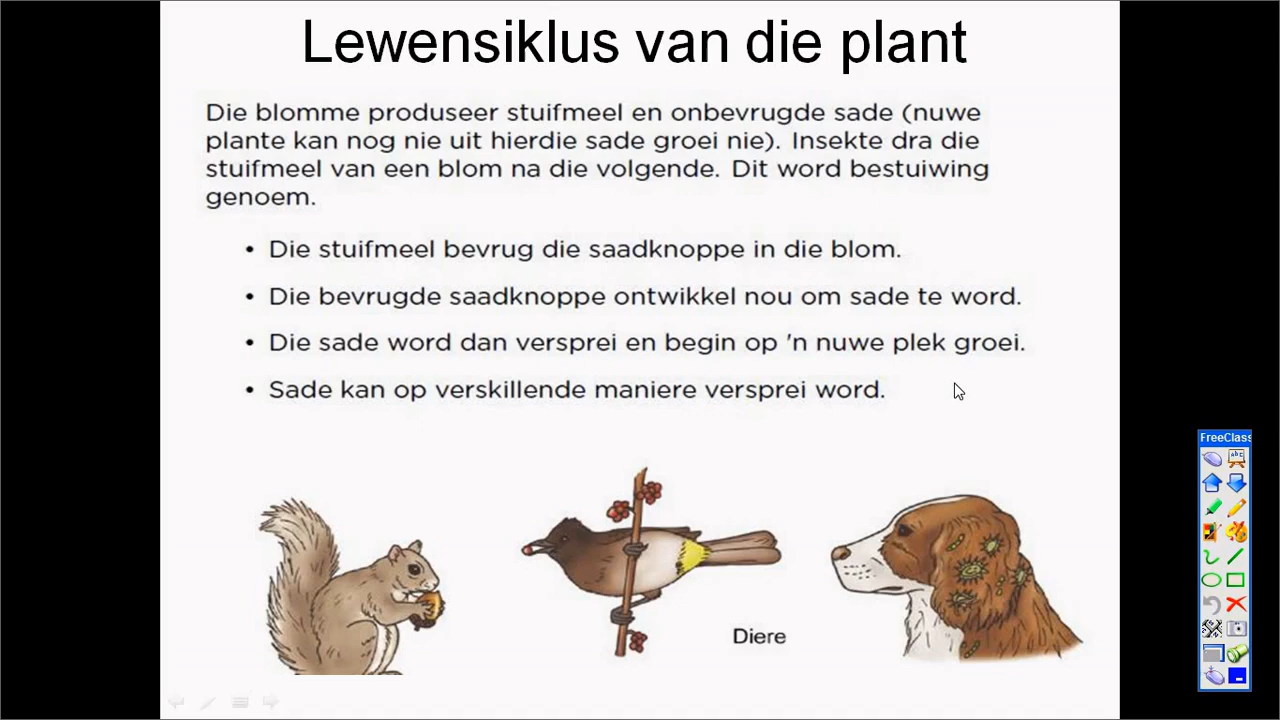 Lewensiklus van die plant
Die blomme produseer stuifmeel en onbevrugde sade (nuwe
plante kan nog nie uit hierdie sade groei nie). Insekte dra die
stuifmeel van een blom na die volgende. Dit word bestuiwing
genoem.
• Die stuifmeel bevrug die saadknoppe in die blom.
• Die bevrugde saadknoppe ontwikkel nou om sade te word.
• Die sade word dan versprei en begin op 'n nuwe plek groei.
• Sade kan op verskillende maniere versprei word.
Diere
FreeClass
abc